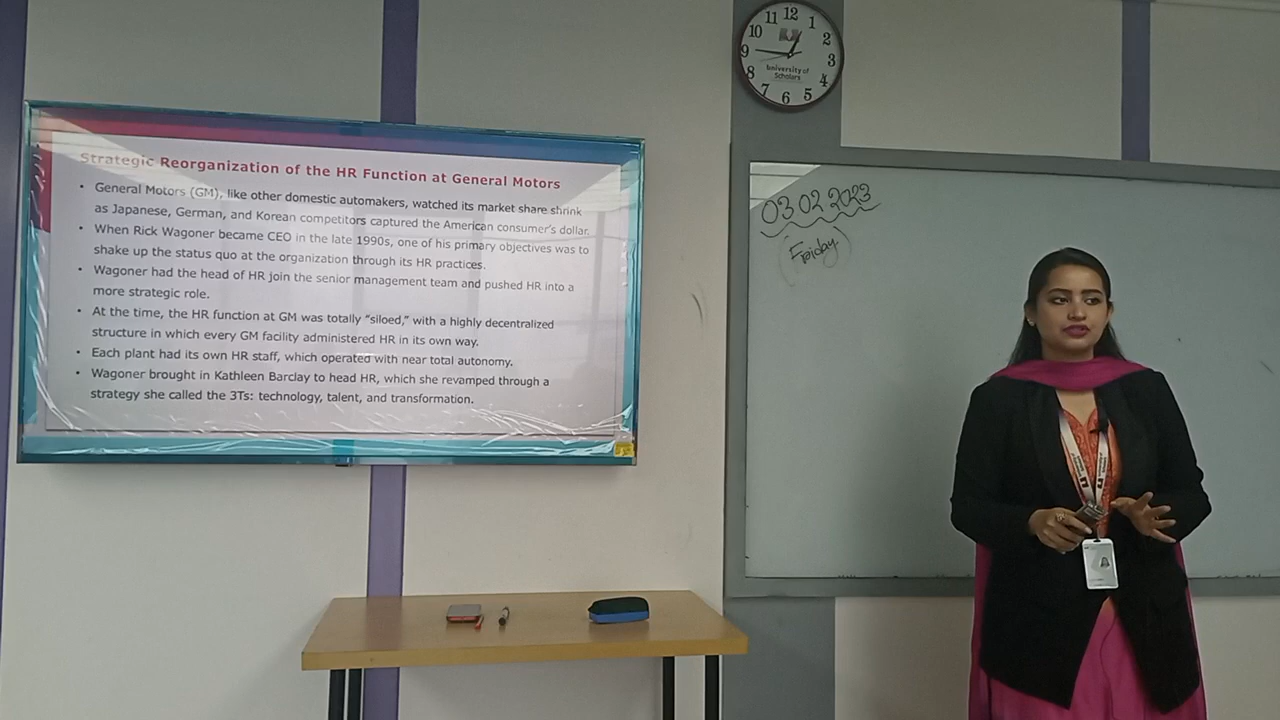 Strategic Reorganization of the HR Function at General Motors
• General Motors (GM), like other domestic automakers, watched its market share shrink
as Japanese, German, and Korean competitors captured the American consumer's dollar.
• When Rick Wagoner became CEO in the late 1990s, one of his primary objectives was to
shake up the status quo at the organization through its HR practices.
• Wagoner had the head of HR join the senior management team and pushed HR into a
more strategic role.
• At the time, the HR function at GM was totally "siloed," with a highly decentralized
structure in which every GM facility administered HR in its own way.
• Each plant had its own HR staff, which operated with near total autonomy.
• Wagoner brought in Kathleen Barclay to head HR, which she revamped through a
strategy she called the 3Ts: technology, talent, and transformation.
12
11 1
10 2
9 3
8 4
7 5
6
University of
Scholars
03 02 2023
(Friday)